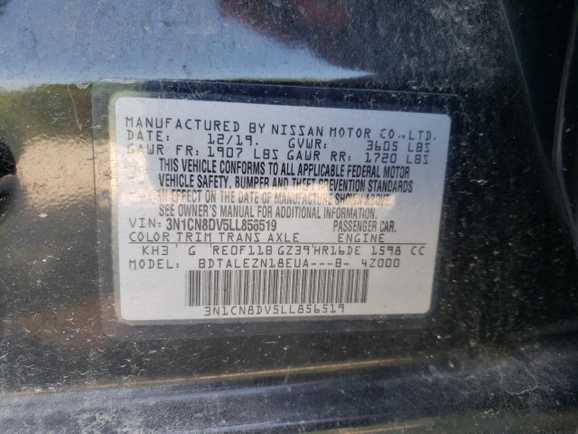 MANUFACTURED BY NISSAN MOTOR CO.,LTD.
DATE: 12/19. GVWR: 3605 LBS
GAWR FR: 1907 LBS GAWR RR: 1720 LBS
THIS VEHICLE CONFORMS TO ALL APPLICABLE FEDERAL MOTOR
VEHICLE SAFETY, BUMPER AND THEFT PREVENTION STANDARDS
IN EFFECT ON THE DATE OF MANUFACTURE SHOWN ABOVE.
SEE OWNER'S MANUAL FOR ADDITIONAL INFORMATION.
VIN: 3N1CN8DV5LL856519 PASSENGER CAR.
COLOR TRIM TRANS AXLE ENGINE
KH3 G RE0F11B GZ39 HR16DE 1598 CC
MODEL: BDTALEZN18EUA---B- 4Z000
3N1CN8DV5LL856519